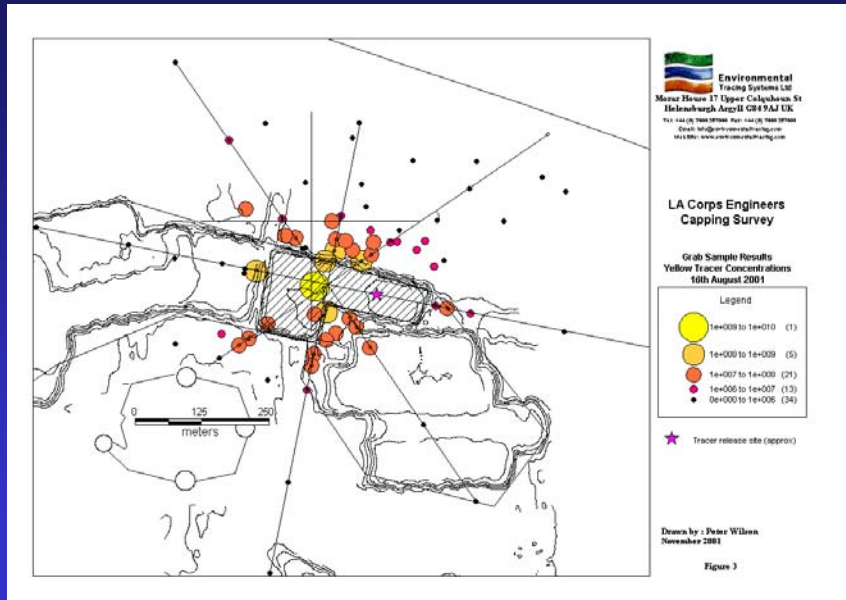 Environmental
Tracing Systems Ltd
Morar House 17 Upper Colquhoun St
Helensburgh Argyll G84 9AJ UK
LA Corps Engineers
Capping Survey
Grab Sample Results
Yellow Tracer Concentrations
16th August 2001
Legend
1e+009 to 1e+010 (1)
1e+008 to 1e+009 (5)
1e+007 to 1e+008 (21)
1e+006 to 1e+007 (13)
0e+000 to 1e+006 (34)
Tracer release site (approx)
0 125 250
meters
Drawn by : Peter Wilson
November 2001
Figure 3